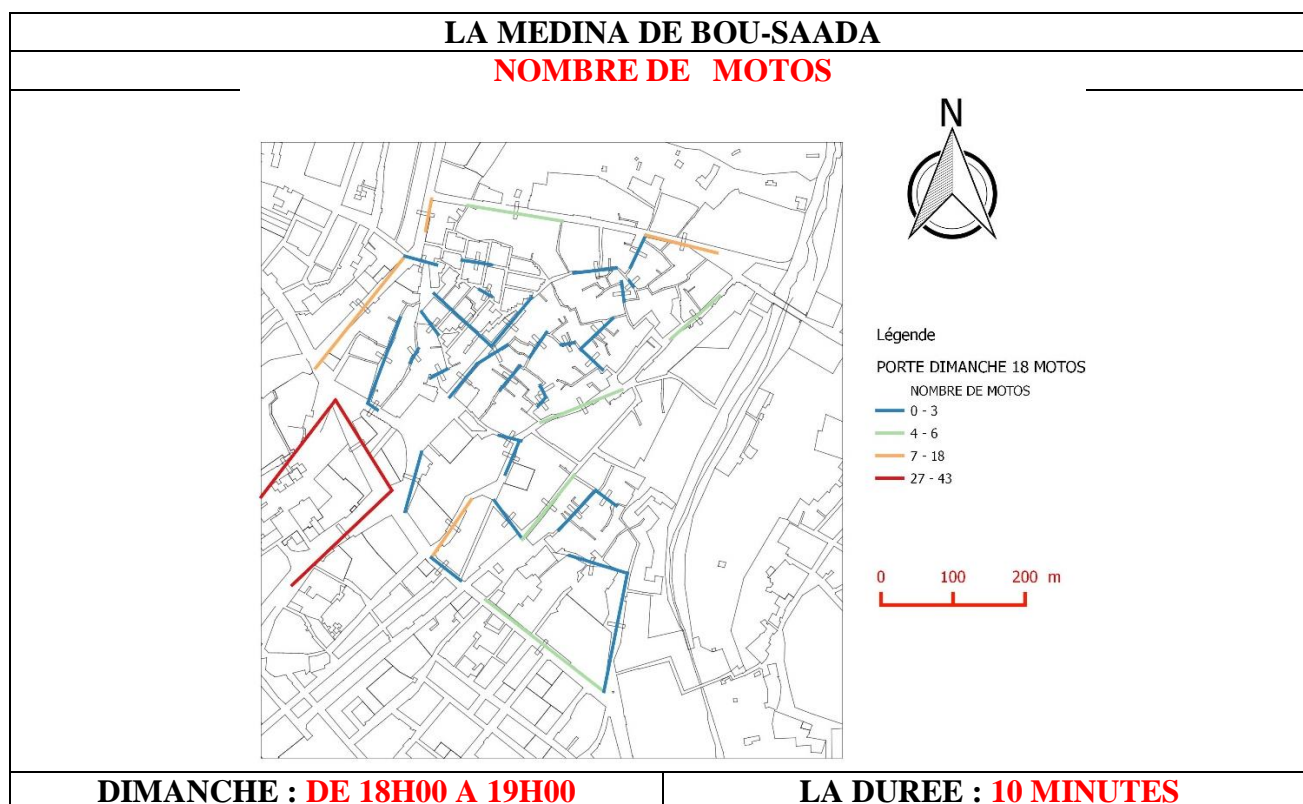 LA MEDINA DE BOU-SAADA
NOMBRE DE MOTOS
N
Légende
PORTE DIMANCHE 18 MOTOS
NOMBRE DE MOTOS
0 - 3
4 - 6
7 - 18
27 - 43
0 100 200 m
DIMANCHE : DE 18H00 A 19H00
LA DUREE : 10 MINUTES